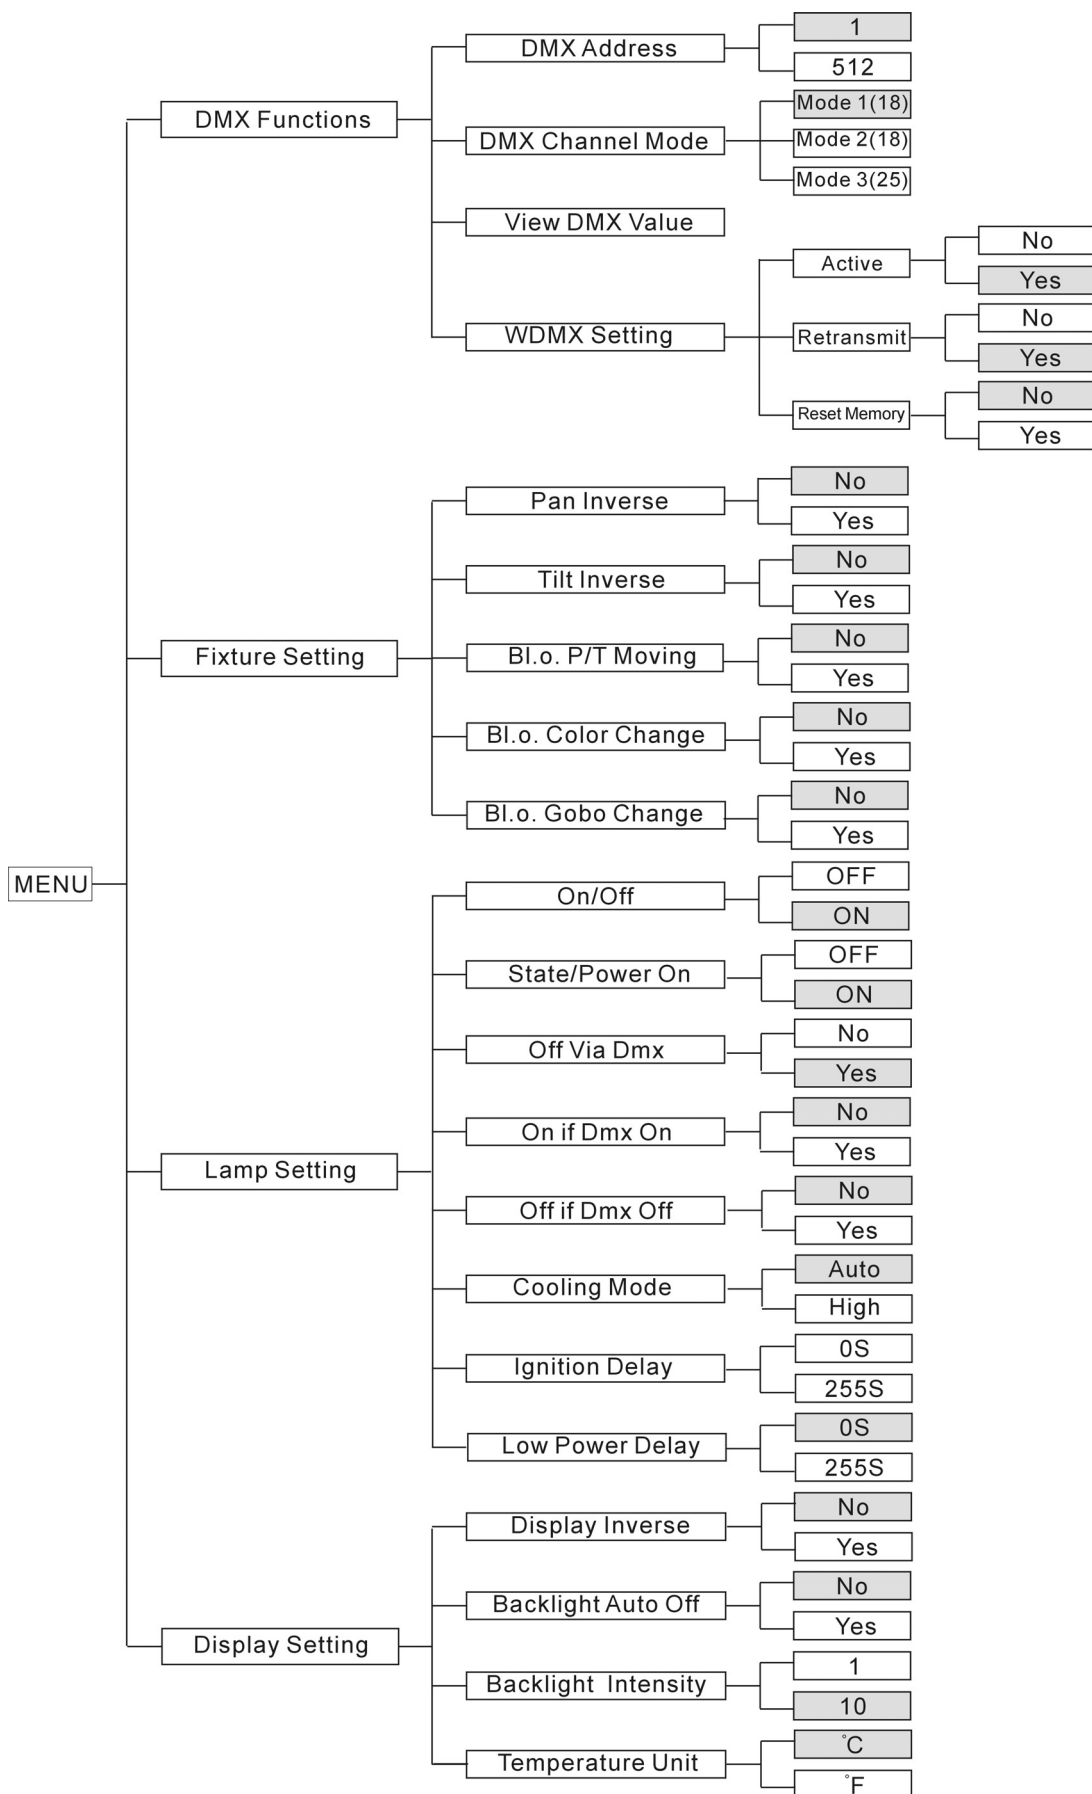 MENU
DMX Functions
DMX Address
1
512
DMX Channel Mode
Mode 1(18)
Mode 2(18)
Mode 3(25)
View DMX Value
WDMX Setting
Active
No
Yes
Retransmit
No
Yes
Reset Memory
No
Yes
Fixture Setting
Pan Inverse
No
Yes
Tilt Inverse
No
Yes
Bl.o. P/T Moving
No
Yes
Bl.o. Color Change
No
Yes
Bl.o. Gobo Change
No
Yes
Lamp Setting
On/Off
OFF
ON
State/Power On
OFF
ON
Off Via Dmx
No
Yes
On if Dmx On
No
Yes
Off if Dmx Off
No
Yes
Cooling Mode
Auto
High
Ignition Delay
0S
255S
Low Power Delay
0S
255S
Display Setting
Display Inverse
No
Yes
Backlight Auto Off
No
Yes
Backlight Intensity
1
10
Temperature Unit
°C
°F